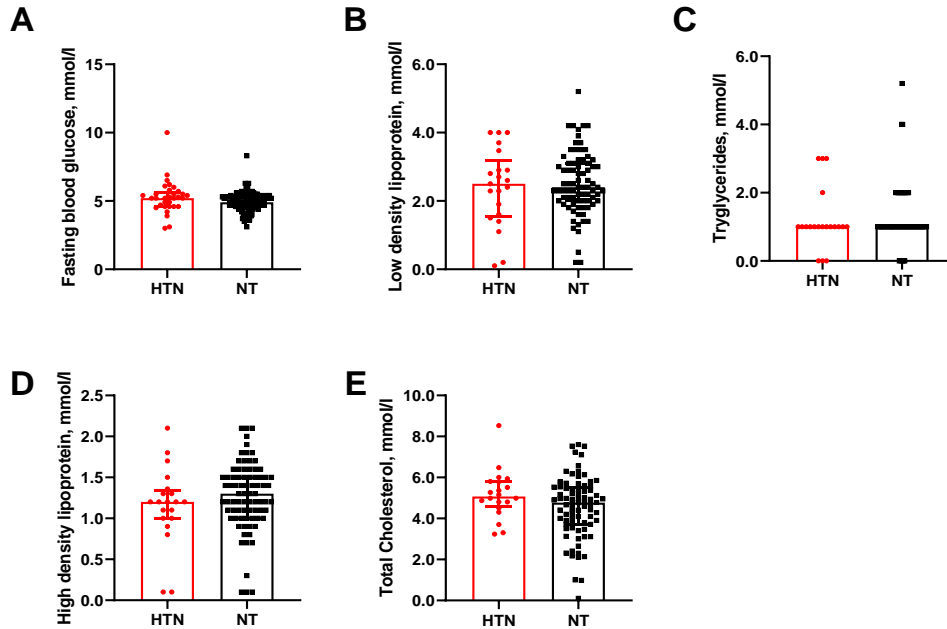 A
Fasting blood glucose, mmol/l
15
10
5
0
HTN
NT
B
Low density lipoprotein, mmol/l
6.0
4.0
2.0
0.0
HTN
NT
C
Tryglycerides, mmol/l
6.0
4.0
2.0
0.0
HTN
NT
D
High density lipoprotein, mmol/l
2.5
2.0
1.5
1.0
0.5
0.0
HTN
NT
E
Total Cholesterol, mmol/l
10.0
8.0
6.0
4.0
2.0
0.0
HTN
NT